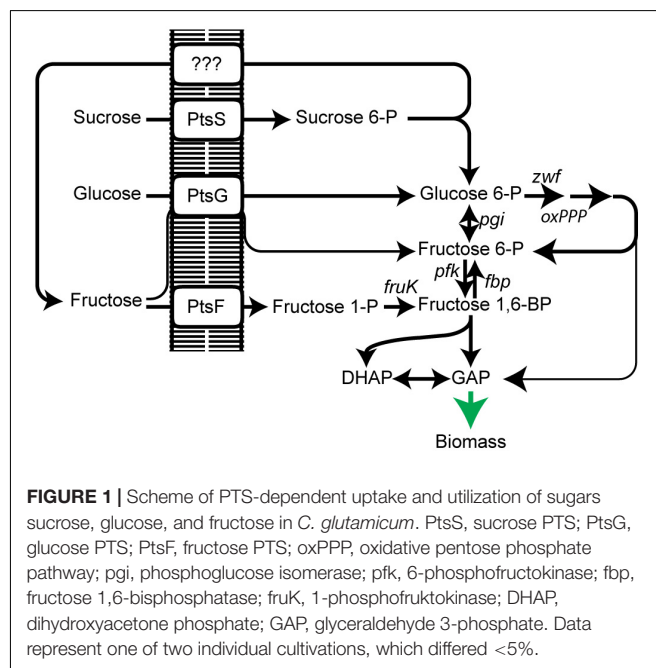 ???
Sucrose
PtsS
Sucrose 6-P
Glucose
PtsG
Glucose 6-P
zwf
oxPPP
pgi
Fructose 6-P
pfk
fbp
Fructose
PtsF
Fructose 1-P
fruK
Fructose 1,6-BP
DHAP
GAP
Biomass
FIGURE 1 | Scheme of PTS-dependent uptake and utilization of sugars
sucrose, glucose, and fructose in C. glutamicum. PtsS, sucrose PTS; PtsG,
glucose PTS; PtsF, fructose PTS; oxPPP, oxidative pentose phosphate
pathway; pgi, phosphoglucose isomerase; pfk, 6-phosphofructokinase; fbp,
fructose 1,6-bisphosphatase; fruK, 1-phosphofruktokinase; DHAP,
dihydroxyacetone phosphate; GAP, glyceraldehyde 3-phosphate. Data
represent one of two individual cultivations, which differed <5%.